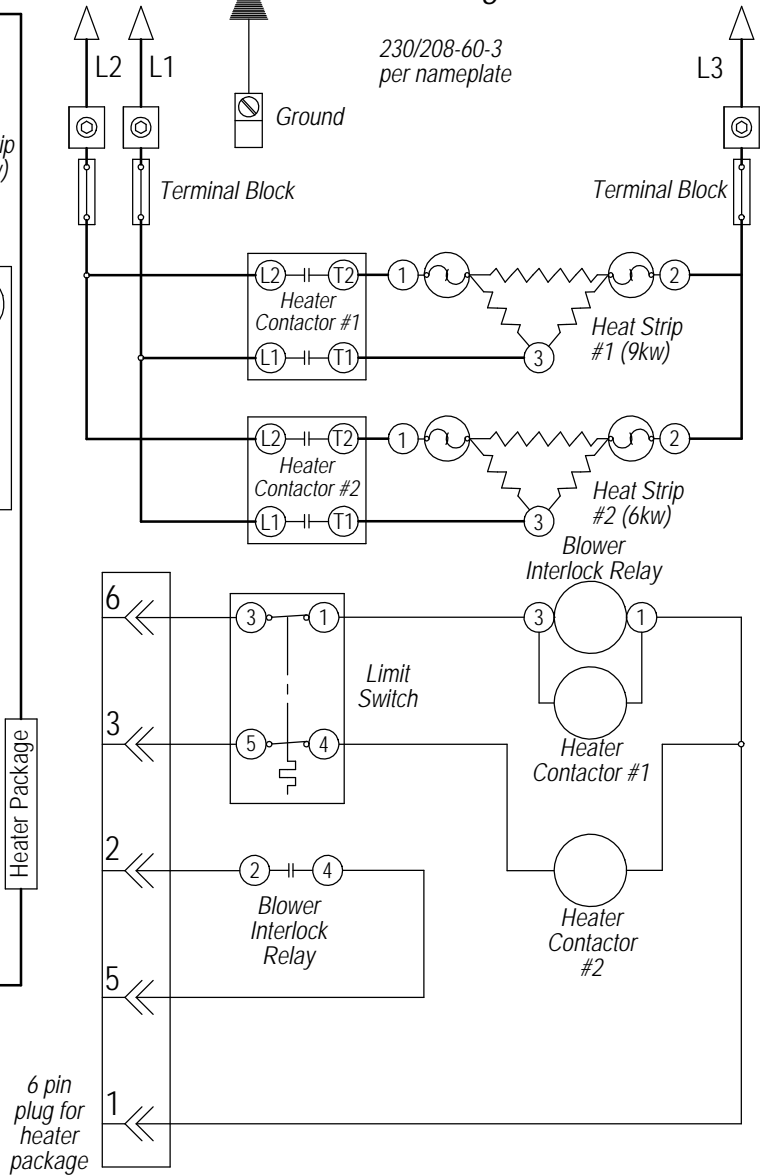 230/208-60-3
per nameplate
L2
L1
L3
Ground
Terminal Block
Terminal Block
L2
T2
1
2
Heater
Contactor #1
Heat Strip
#1 (9kw)
L1
T1
3
L2
T2
1
2
Heater
Contactor #2
Heat Strip
#2 (6kw)
L1
T1
3
Blower
Interlock Relay
6
3
1
3
1
Limit
Switch
3
5
4
Heater
Contactor #1
Heater Package
2
2
4
Blower
Interlock
Relay
Heater
Contactor
#2
5
1
6 pin
plug for
heater
package